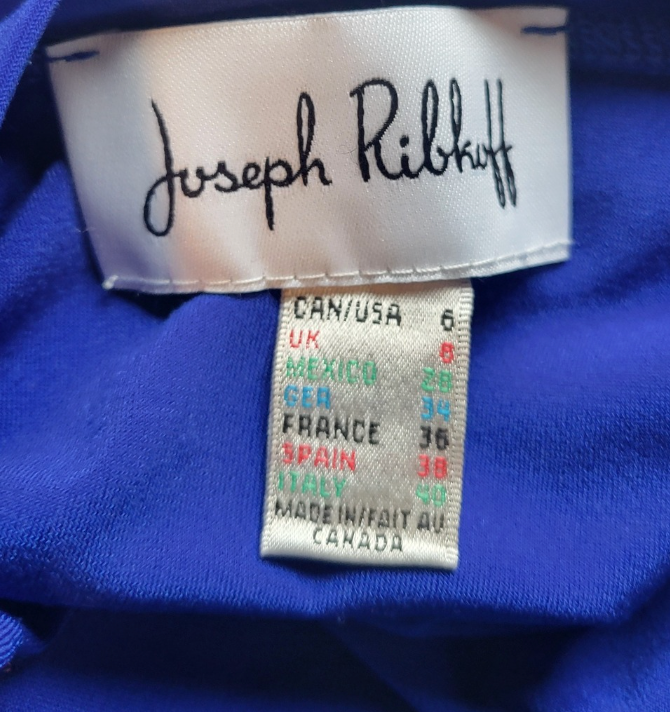 Joseph Ribkoff
CAN/USA 6
UK 8
MEXICO 28
GER 34
FRANCE 36
SPAIN 38
ITALY 40
MADE IN/FAIT AU
CANADA